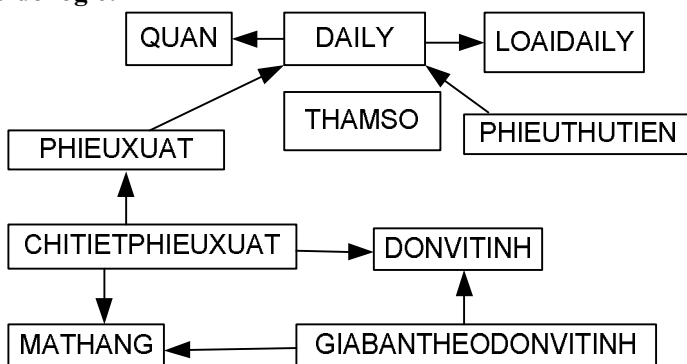 QUAN
DAILY
LOAIDAILY
THAMSO
PHIEUTHUTIEN
PHIEUXUAT
CHITIETPHIEUXUAT
DONVITINH
MATHANG
GIABANTHEODONVITINH